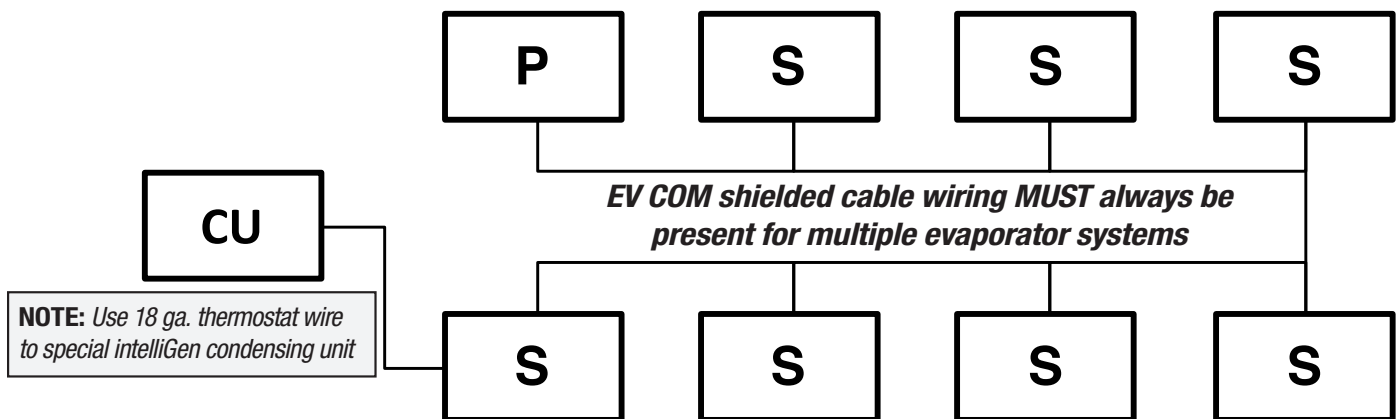 P
S
S
S
EV COM shielded cable wiring MUST always be
present for multiple evaporator systems
CU
NOTE: Use 18 ga. thermostat wire
to special intelliGen condensing unit
S
S
S
S